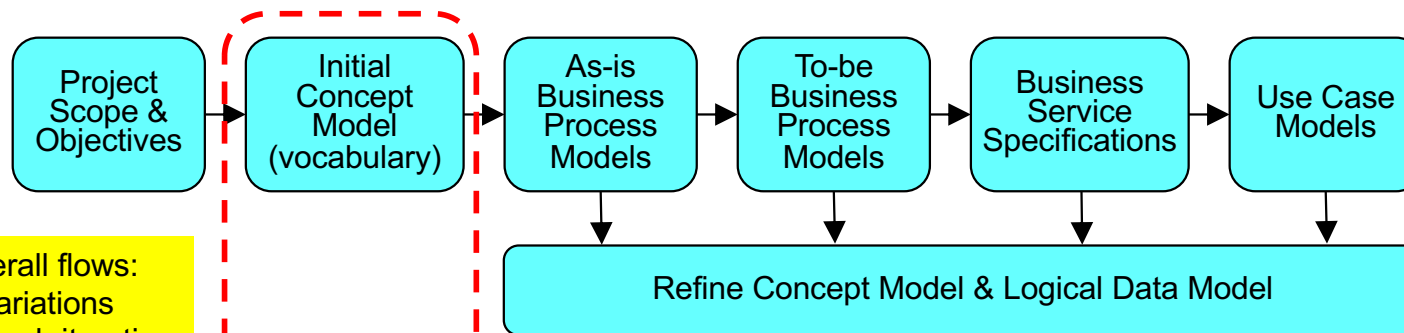 Project
Scope &
Objectives
Initial
Concept
Model
(vocabulary)
As-is
Business
Process
Models
To-be
Business
Process
Models
Business
Service
Specifications
Use Case
Models
flows:
Refine Concept Model & Logical Data Model